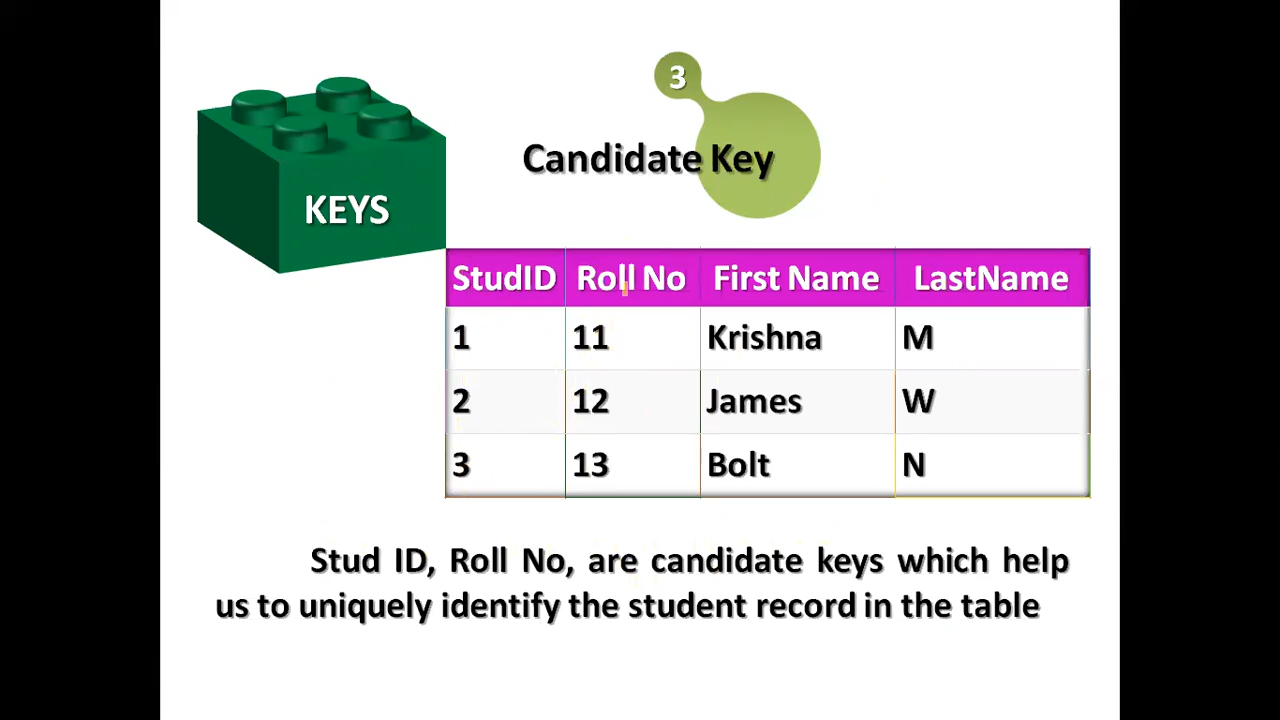 3
Candidate Key
KEYS
StudID Roll No First Name LastName
1 11 Krishna M
2 12 James W
3 13 Bolt N
Stud ID, Roll No, are candidate keys which help
us to uniquely identify the student record in the table